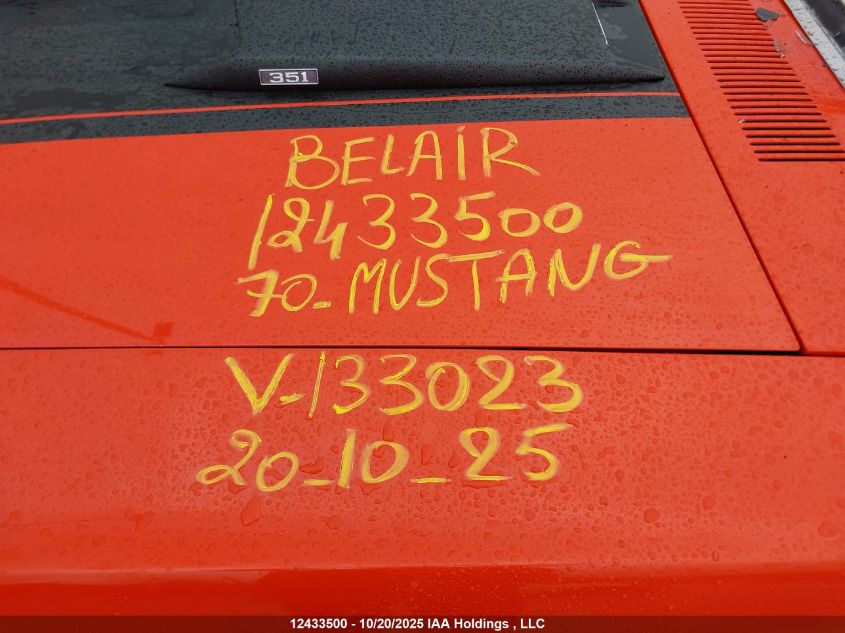 351
BELAIR
12433500
70-MUSTANG
V-133023
20-10-25
12433500 - 10/20/2025 IAA Holdings , LLC